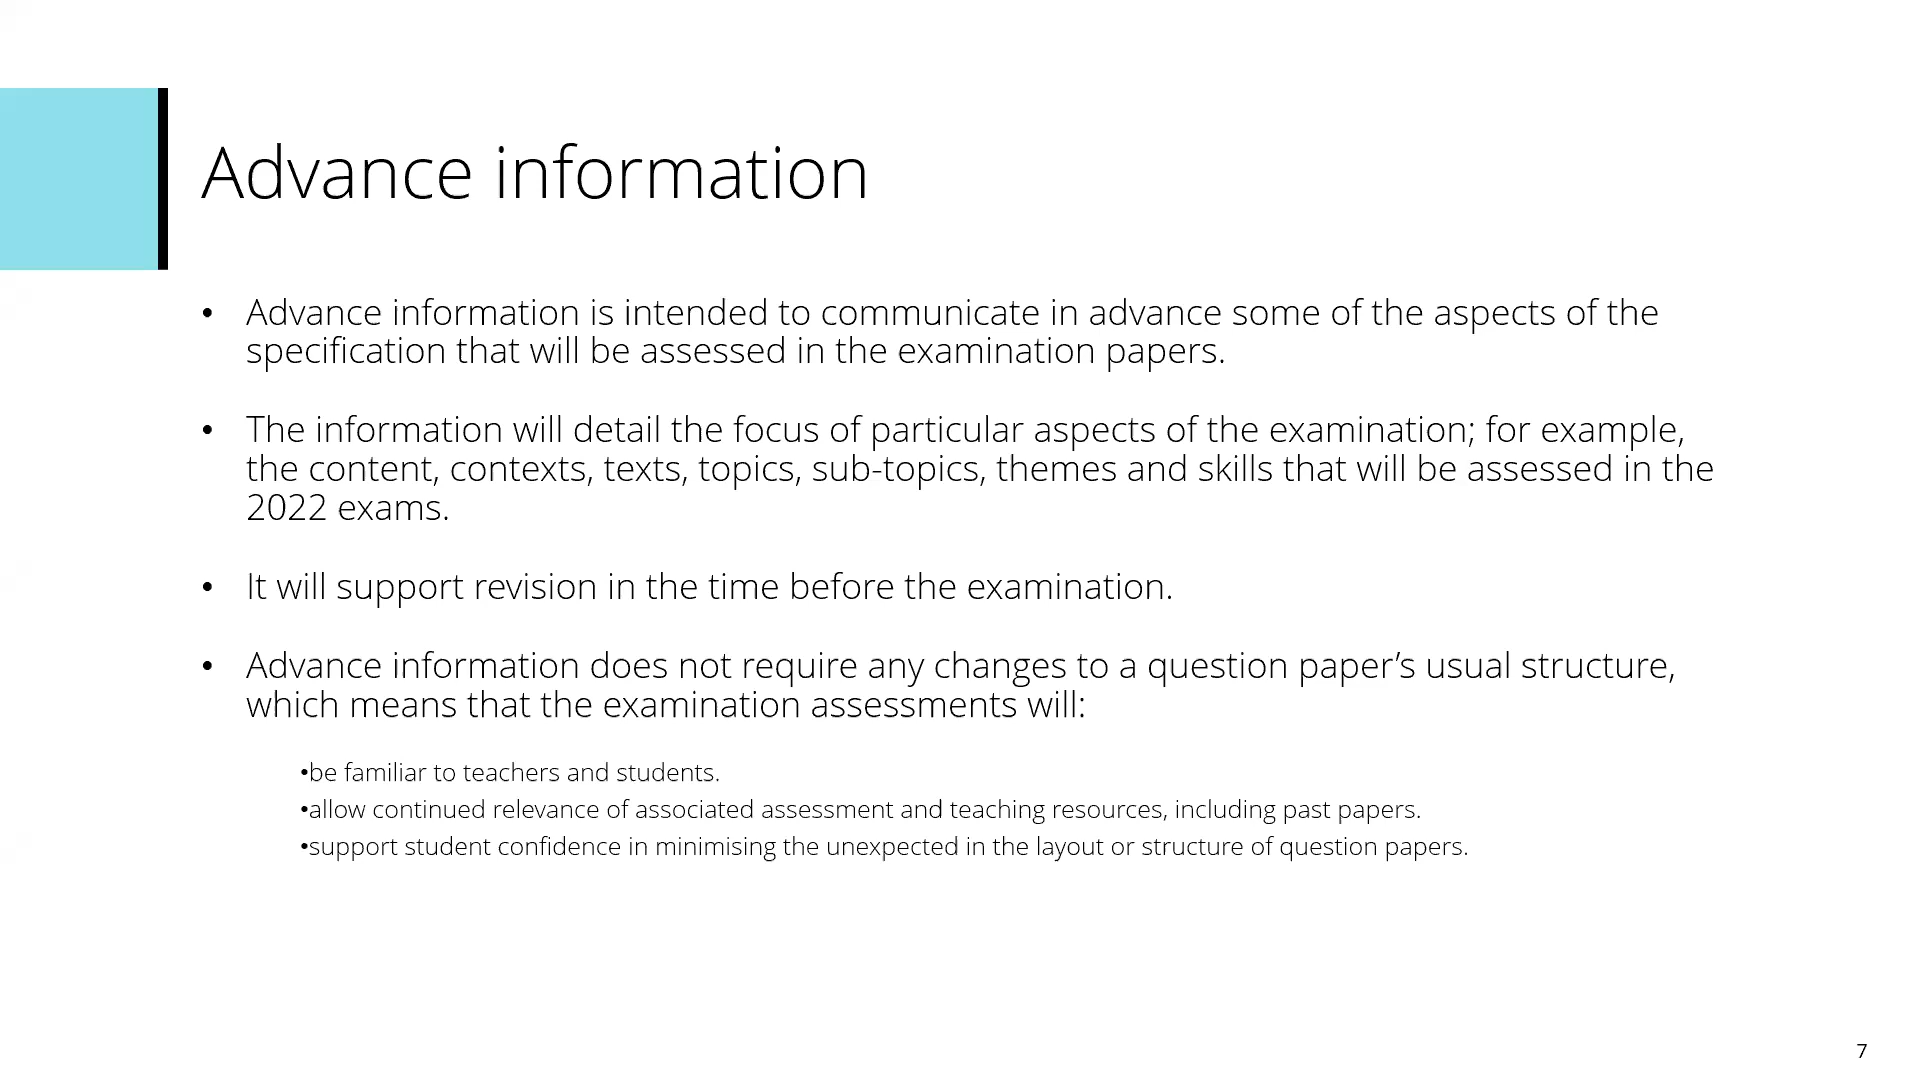 Advance information
• Advance information is intended to communicate in advance some of the aspects of the
specification that will be assessed in the examination papers.
• The information will detail the focus of particular aspects of the examination; for example,
the content, contexts, texts, topics, sub-topics, themes and skills that will be assessed in the
2022 exams.
• It will support revision in the time before the examination.
• Advance information does not require any changes to a question paper’s usual structure,
which means that the examination assessments will:
•be familiar to teachers and students.
•allow continued relevance of associated assessment and teaching resources, including past papers.
•support student confidence in minimising the unexpected in the layout or structure of question papers.
7